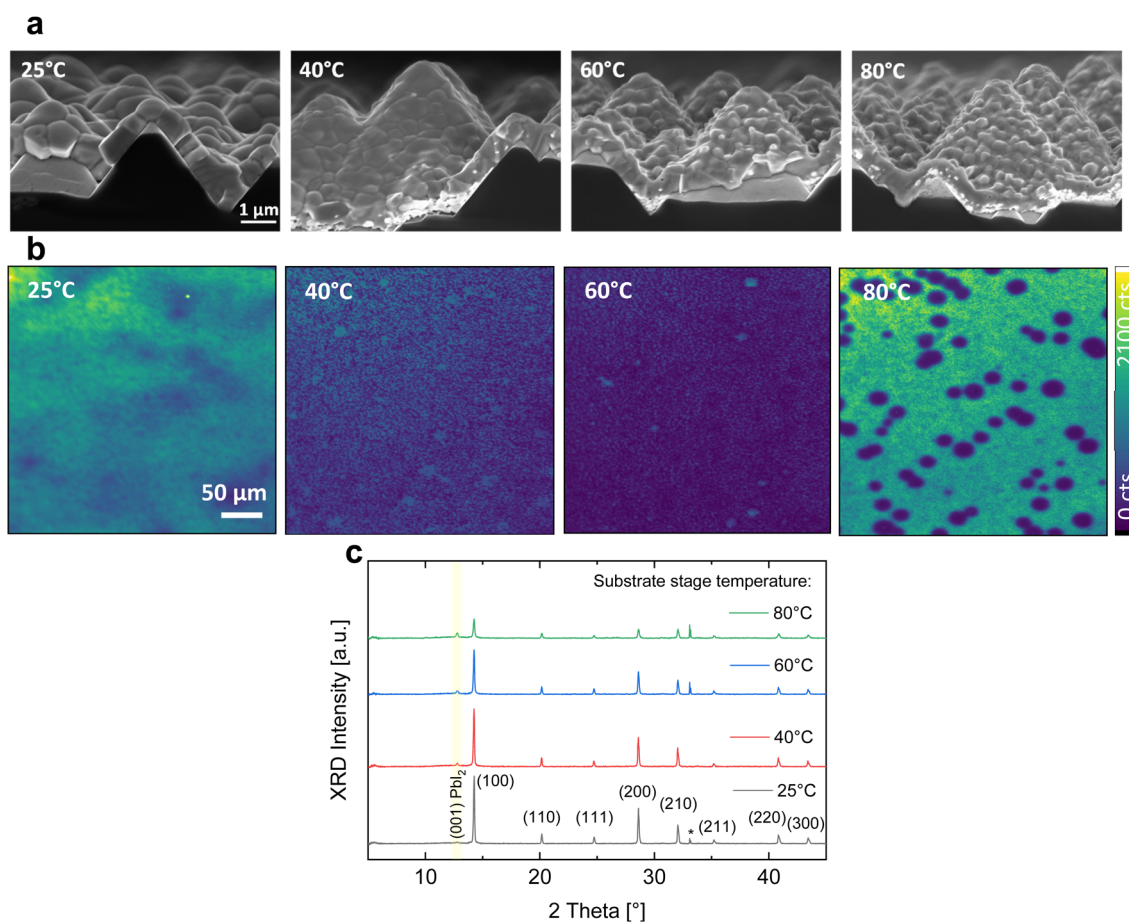 a
25°C
40°C
60°C
80°C
1 µm
b
25°C
40°C
60°C
80°C
50 µm
2100 cts
0 cts
c
Substrate stage temperature:
80°C
60°C
40°C
25°C
(001) PbI₂
(100)
(110)
(111)
(200)
(210)
*
(211)
(220)
(300)
XRD Intensity [a.u.]
10
20
30
40
2 Theta [°]